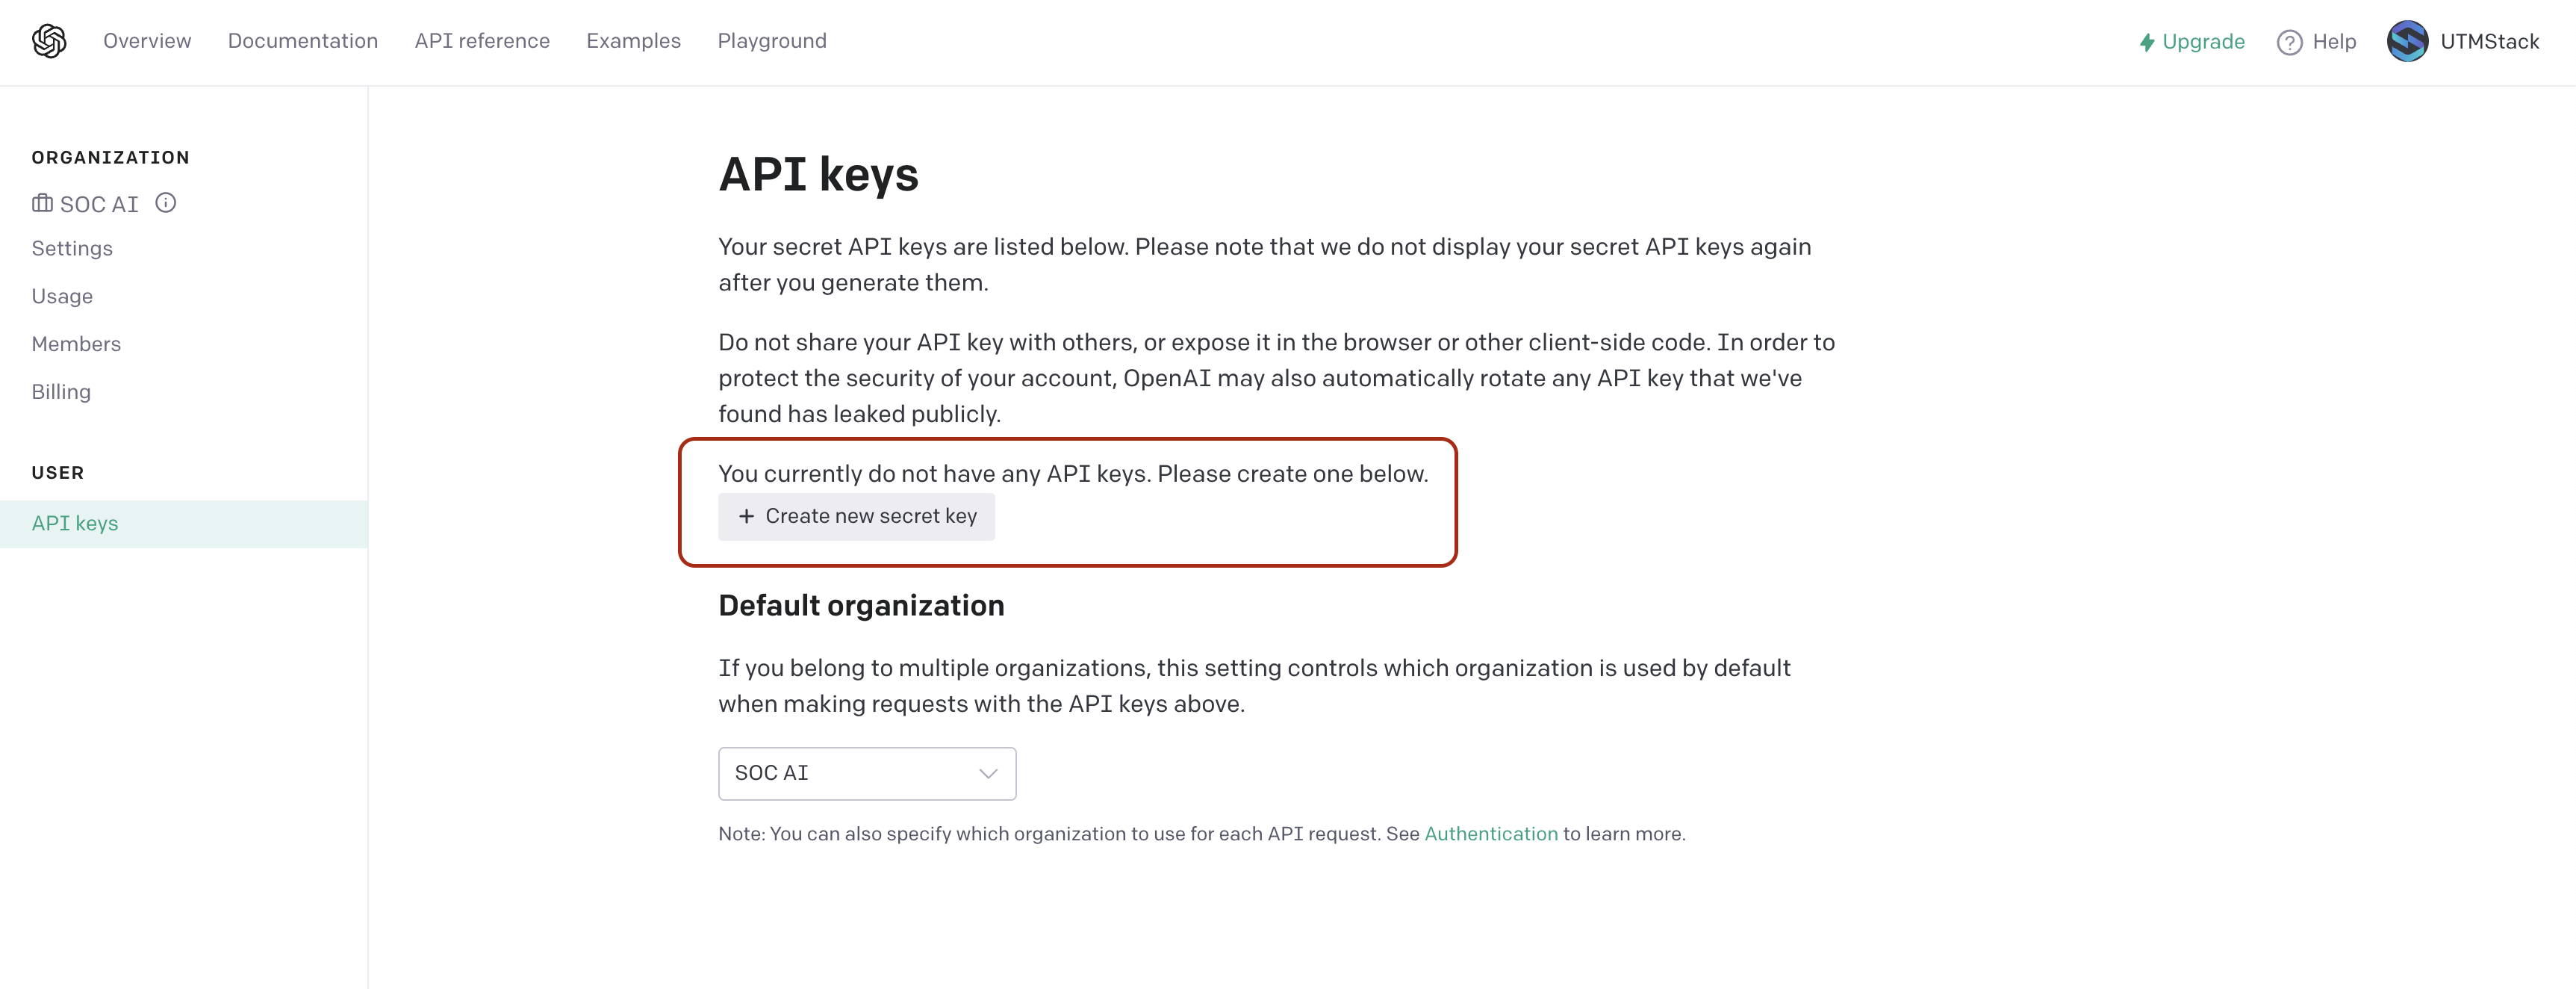 Overview Documentation API reference Examples Playground Upgrade Help UTMStack
ORGANIZATION
SOC AI
Settings
Usage
Members
Billing
USER
API keys
API keys
Your secret API keys are listed below. Please note that we do not display your secret API keys again
after you generate them.
Do not share your API key with others, or expose it in the browser or other client-side code. In order to
protect the security of your account, OpenAI may also automatically rotate any API key that we've
found has leaked publicly.
You currently do not have any API keys. Please create one below.
+ Create new secret key
Default organization
If you belong to multiple organizations, this setting controls which organization is used by default
when making requests with the API keys above.
SOC AI
Note: You can also specify which organization to use for each API request. See Authentication to learn more.